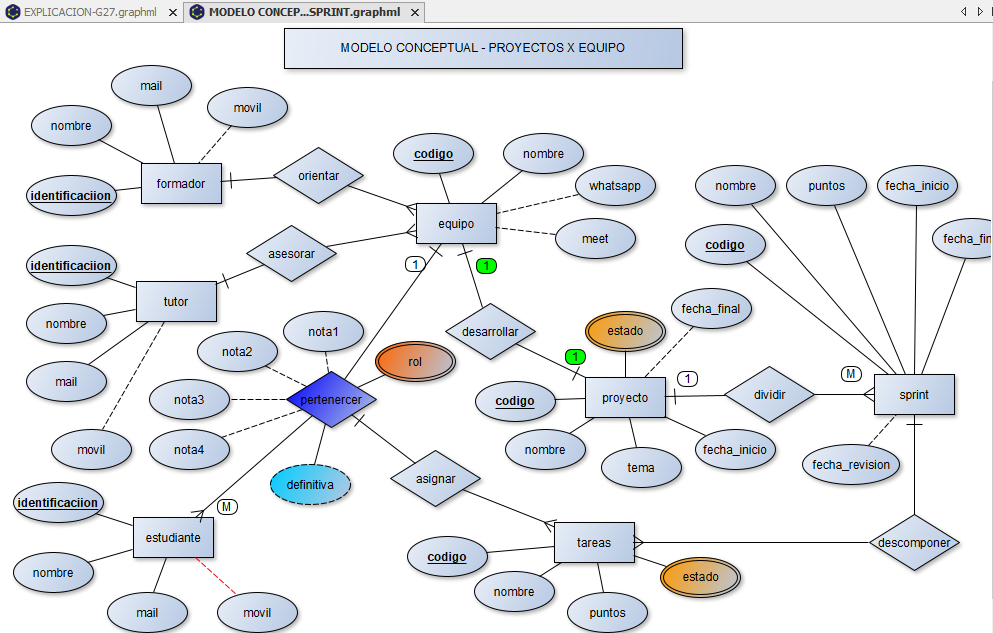 EXPLICACION-G27.graphml
MODELO CONCEP...SPRINT.graphml
MODELO CONCEPTUAL - PROYECTOS X EQUIPO
mail
nombre
movil
identificaciion
formador
orientar
codigo
nombre
whatsapp
meet
equipo
nombre
puntos
fecha_inicio
codigo
fecha_fin
identificaciion
asesorar
tutor
nombre
mail
movil
1
1
desarrollar
1
fecha_final
estado
nota1
nota2
nota3
nota4
rol
pertenercer
definitiva
codigo
proyecto
1
dividir
M
sprint
nombre
tema
fecha_inicio
fecha_revision
asignar
identificaciion
M
estudiante
nombre
mail
movil
codigo
tareas
descomponer
nombre
puntos
estado